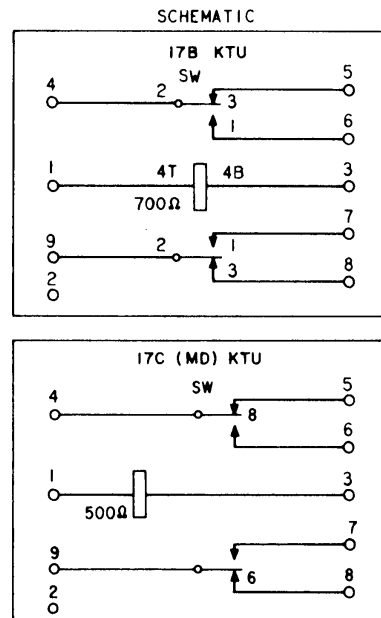 SCHEMATIC
17B KTU
SW
4 2 3 5
1 6
1 4T 4B 3
700Ω
7
9 2 1
3 8
2
17C (MD) KTU
SW
4 8 5
6
1 3
500Ω
7
9 6 8
2